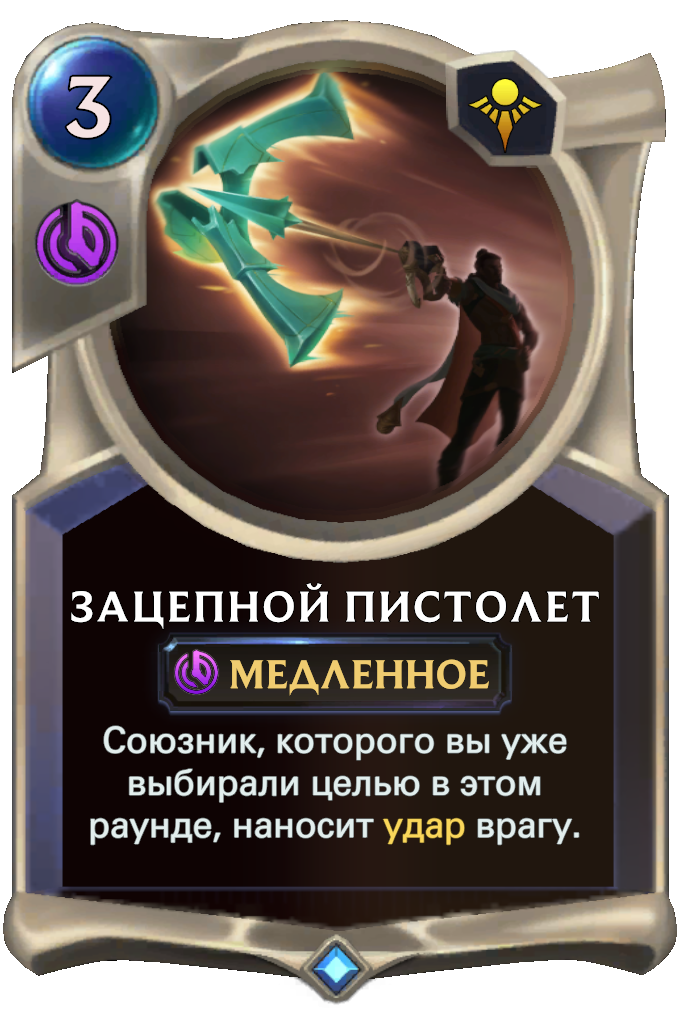 3
ЗАЦЕПНОЙ ПИСТОЛЕТ
МЕДЛЕННОЕ
Союзник, которого вы уже
выбирали целью в этом
раунде, наносит удар врагу.